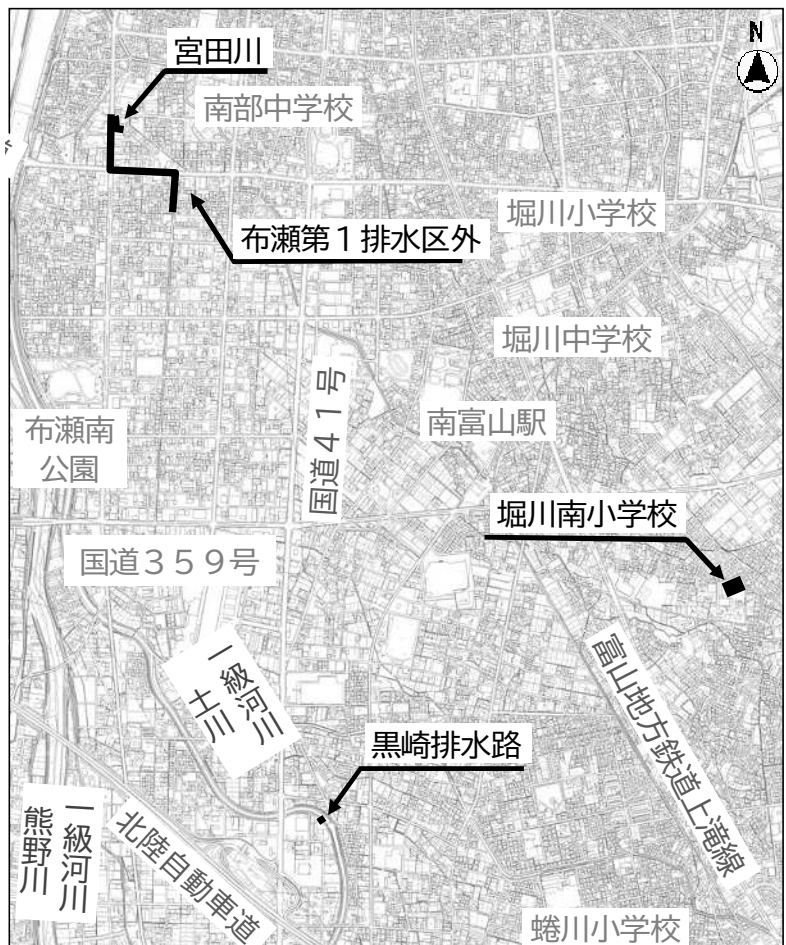 宮田川
N
南部中学校
堀川小学校
布瀬第１排水区外
堀川中学校
国道４１号
南富山駅
布瀬南
公園
堀川南小学校
国道３５９号
一級河川
土川
富山地方鉄道上滝線
黒崎排水路
一級河川
熊野川
北陸自動車道
蜷川小学校